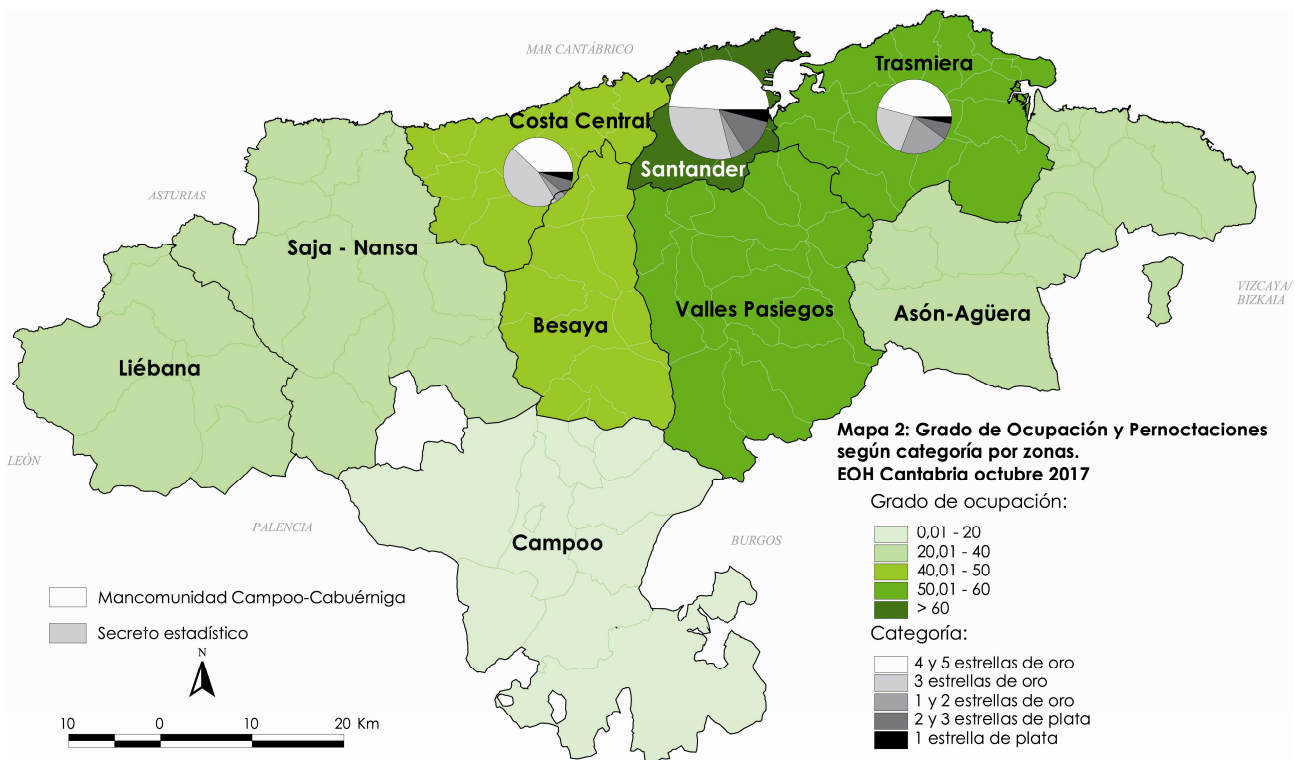 MAR CANTÁBRICO
Trasmiera
Costa Central
Santander
ASTURIAS
Saja - Nansa
VIZCAYA/
BIZKAIA
Valles Pasiegos
Asón-Agüera
Besaya
Liébana
Mapa 2: Grado de Ocupación y Pernoctaciones
según categoría por zonas.
EOH Cantabria octubre 2017
LEÓN
PALENCIA
BURGOS
Campoo
Grado de ocupación:
0,01 - 20
20,01 - 40
40,01 - 50
50,01 - 60
> 60
Categoría:
4 y 5 estrellas de oro
3 estrellas de oro
1 y 2 estrellas de oro
2 y 3 estrellas de plata
1 estrella de plata
Mancomunidad Campoo-Cabuérniga
Secreto estadístico
N
10 0 10 20 Km